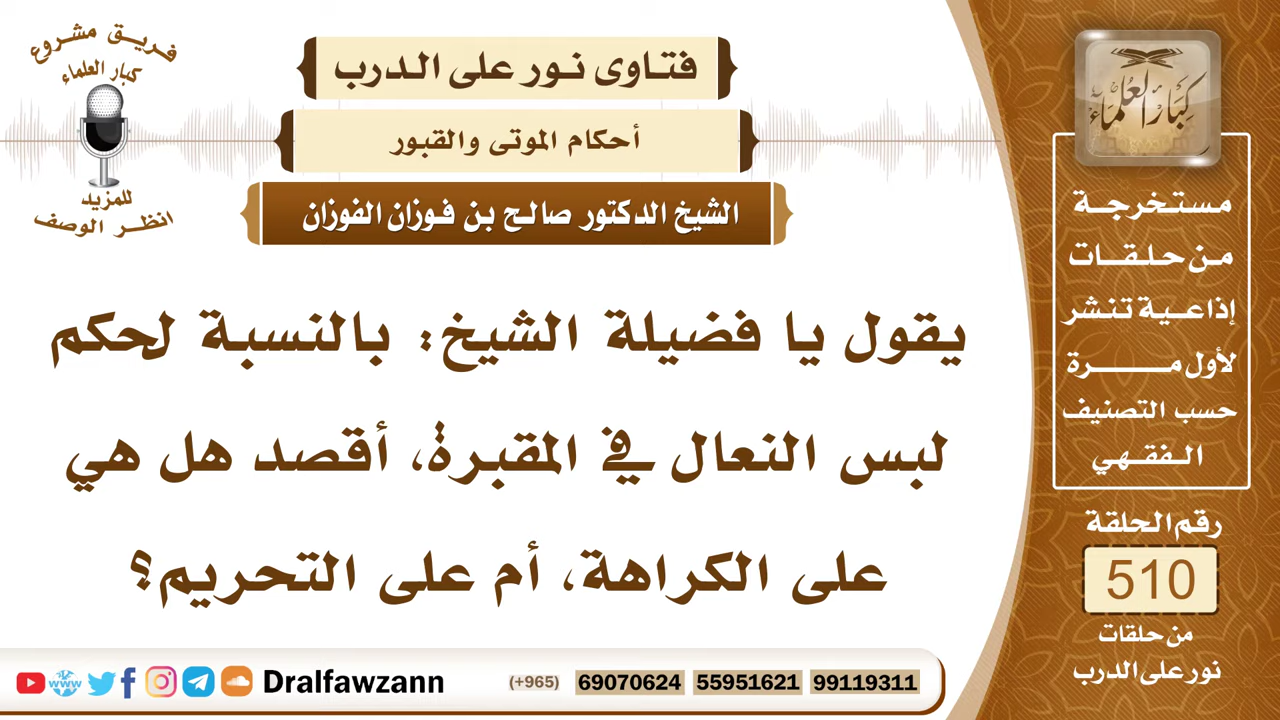 فريق مشروع
كبار العلماء
للمزيد
انظر الوصف
فتاوى نور على الدرب
أحكام الموتى والقبور
الشيخ الدكتور صالح بن فوزان الفوزان
يقول يا فضيلة الشيخ: بالنسبة لحكم
لبس النعال في المقبرة، أقصد هل هي
على الكراهة، أم على التحريم؟
كبار العلماء
مستخرجة
من حلقات
إذاعية تنشر
لأول مرة
حسب التصنيف
الفقهي
رقم الحلقة
510
من حلقات
نور على الدرب
www Dralfawzann (+965) 69070624 55951621 99119311